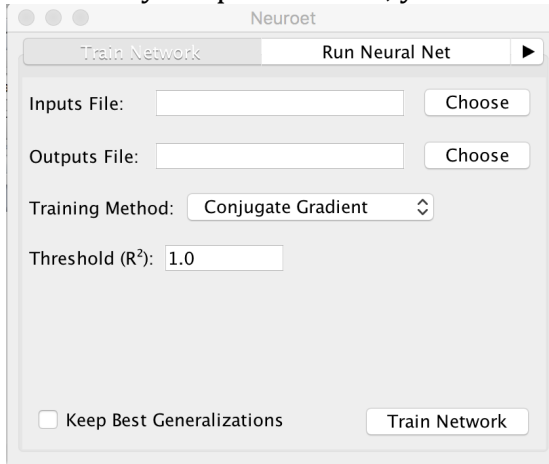 Neuroet
Train Network Run Neural Net
Inputs File: Choose
Outputs File: Choose
Training Method: Conjugate Gradient
Threshold (R²): 1.0
Keep Best Generalizations Train Network